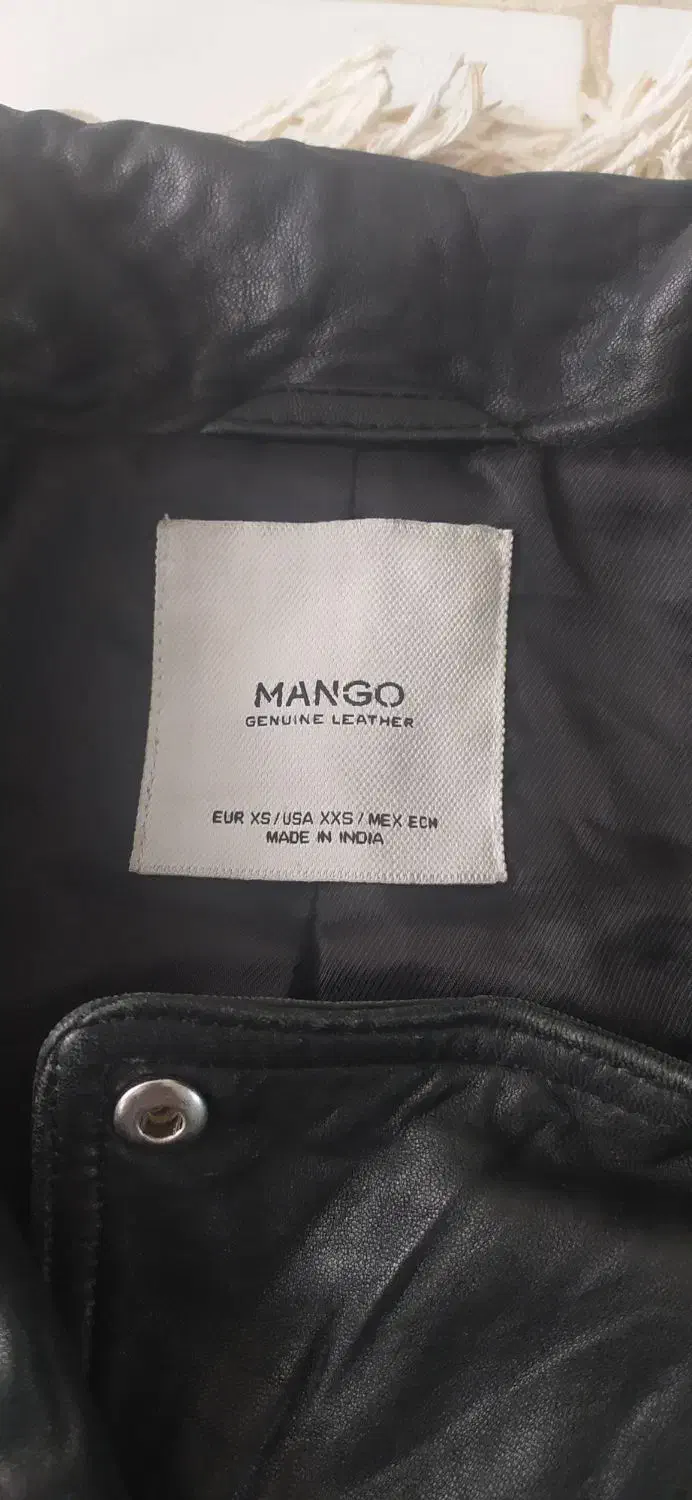 MANGO
GENUINE LEATHER
EUR XS / USA XXS / MEX ECH
MADE IN INDIA